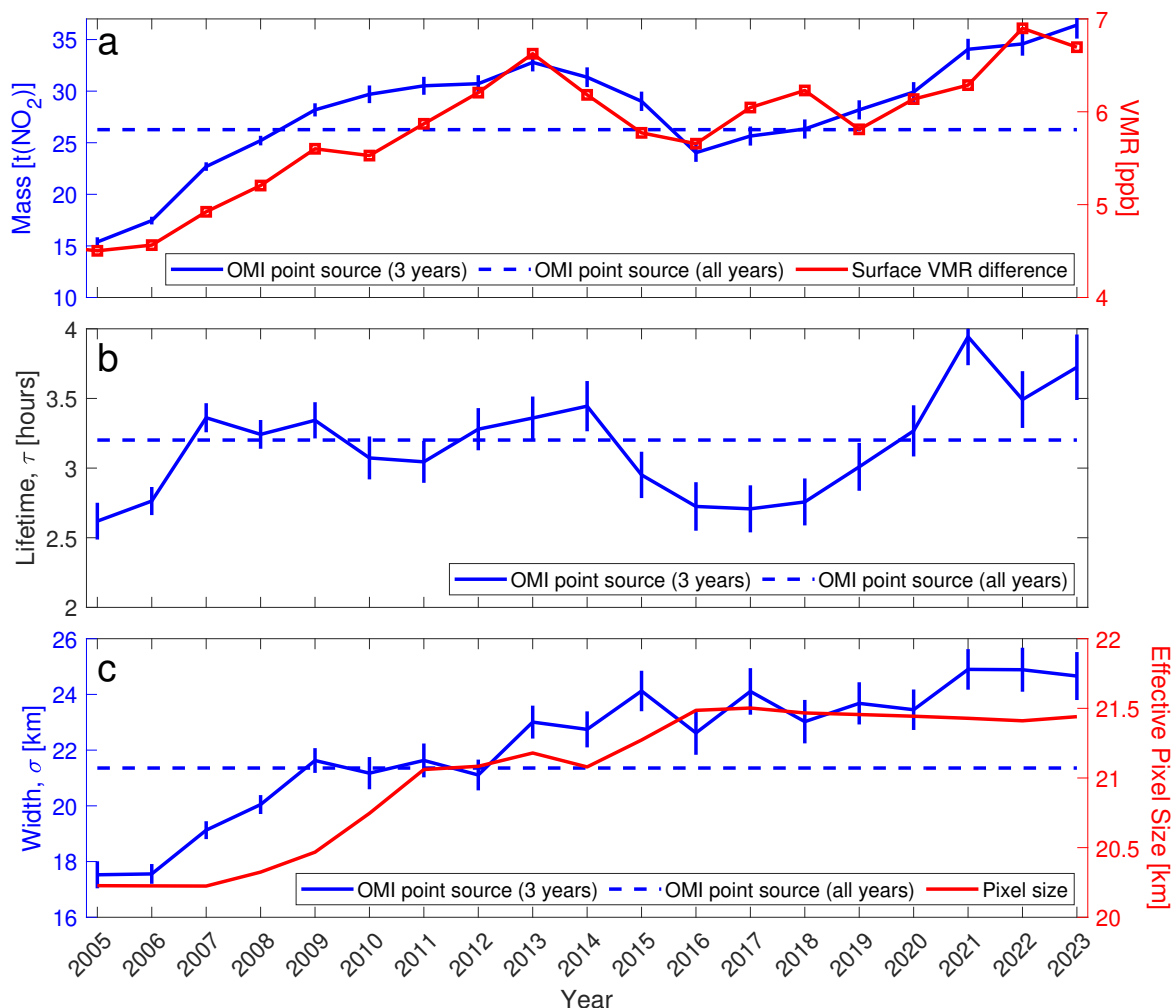 a
Mass [t(NO2)]
35
30
25
20
15
10
VMR [ppb]
7
6
5
4
OMI point source (3 years) OMI point source (all years) Surface VMR difference
b
Lifetime, τ [hours]
4
3.5
3
2.5
2
OMI point source (3 years) OMI point source (all years)
c
Width, σ [km]
26
24
22
20
18
16
Effective Pixel Size [km]
22
21.5
21
20.5
20
OMI point source (3 years) OMI point source (all years) Pixel size
2005 2006 2007 2008 2009 2010 2011 2012 2013 2014 2015 2016 2017 2018 2019 2020 2021 2022 2023
Year